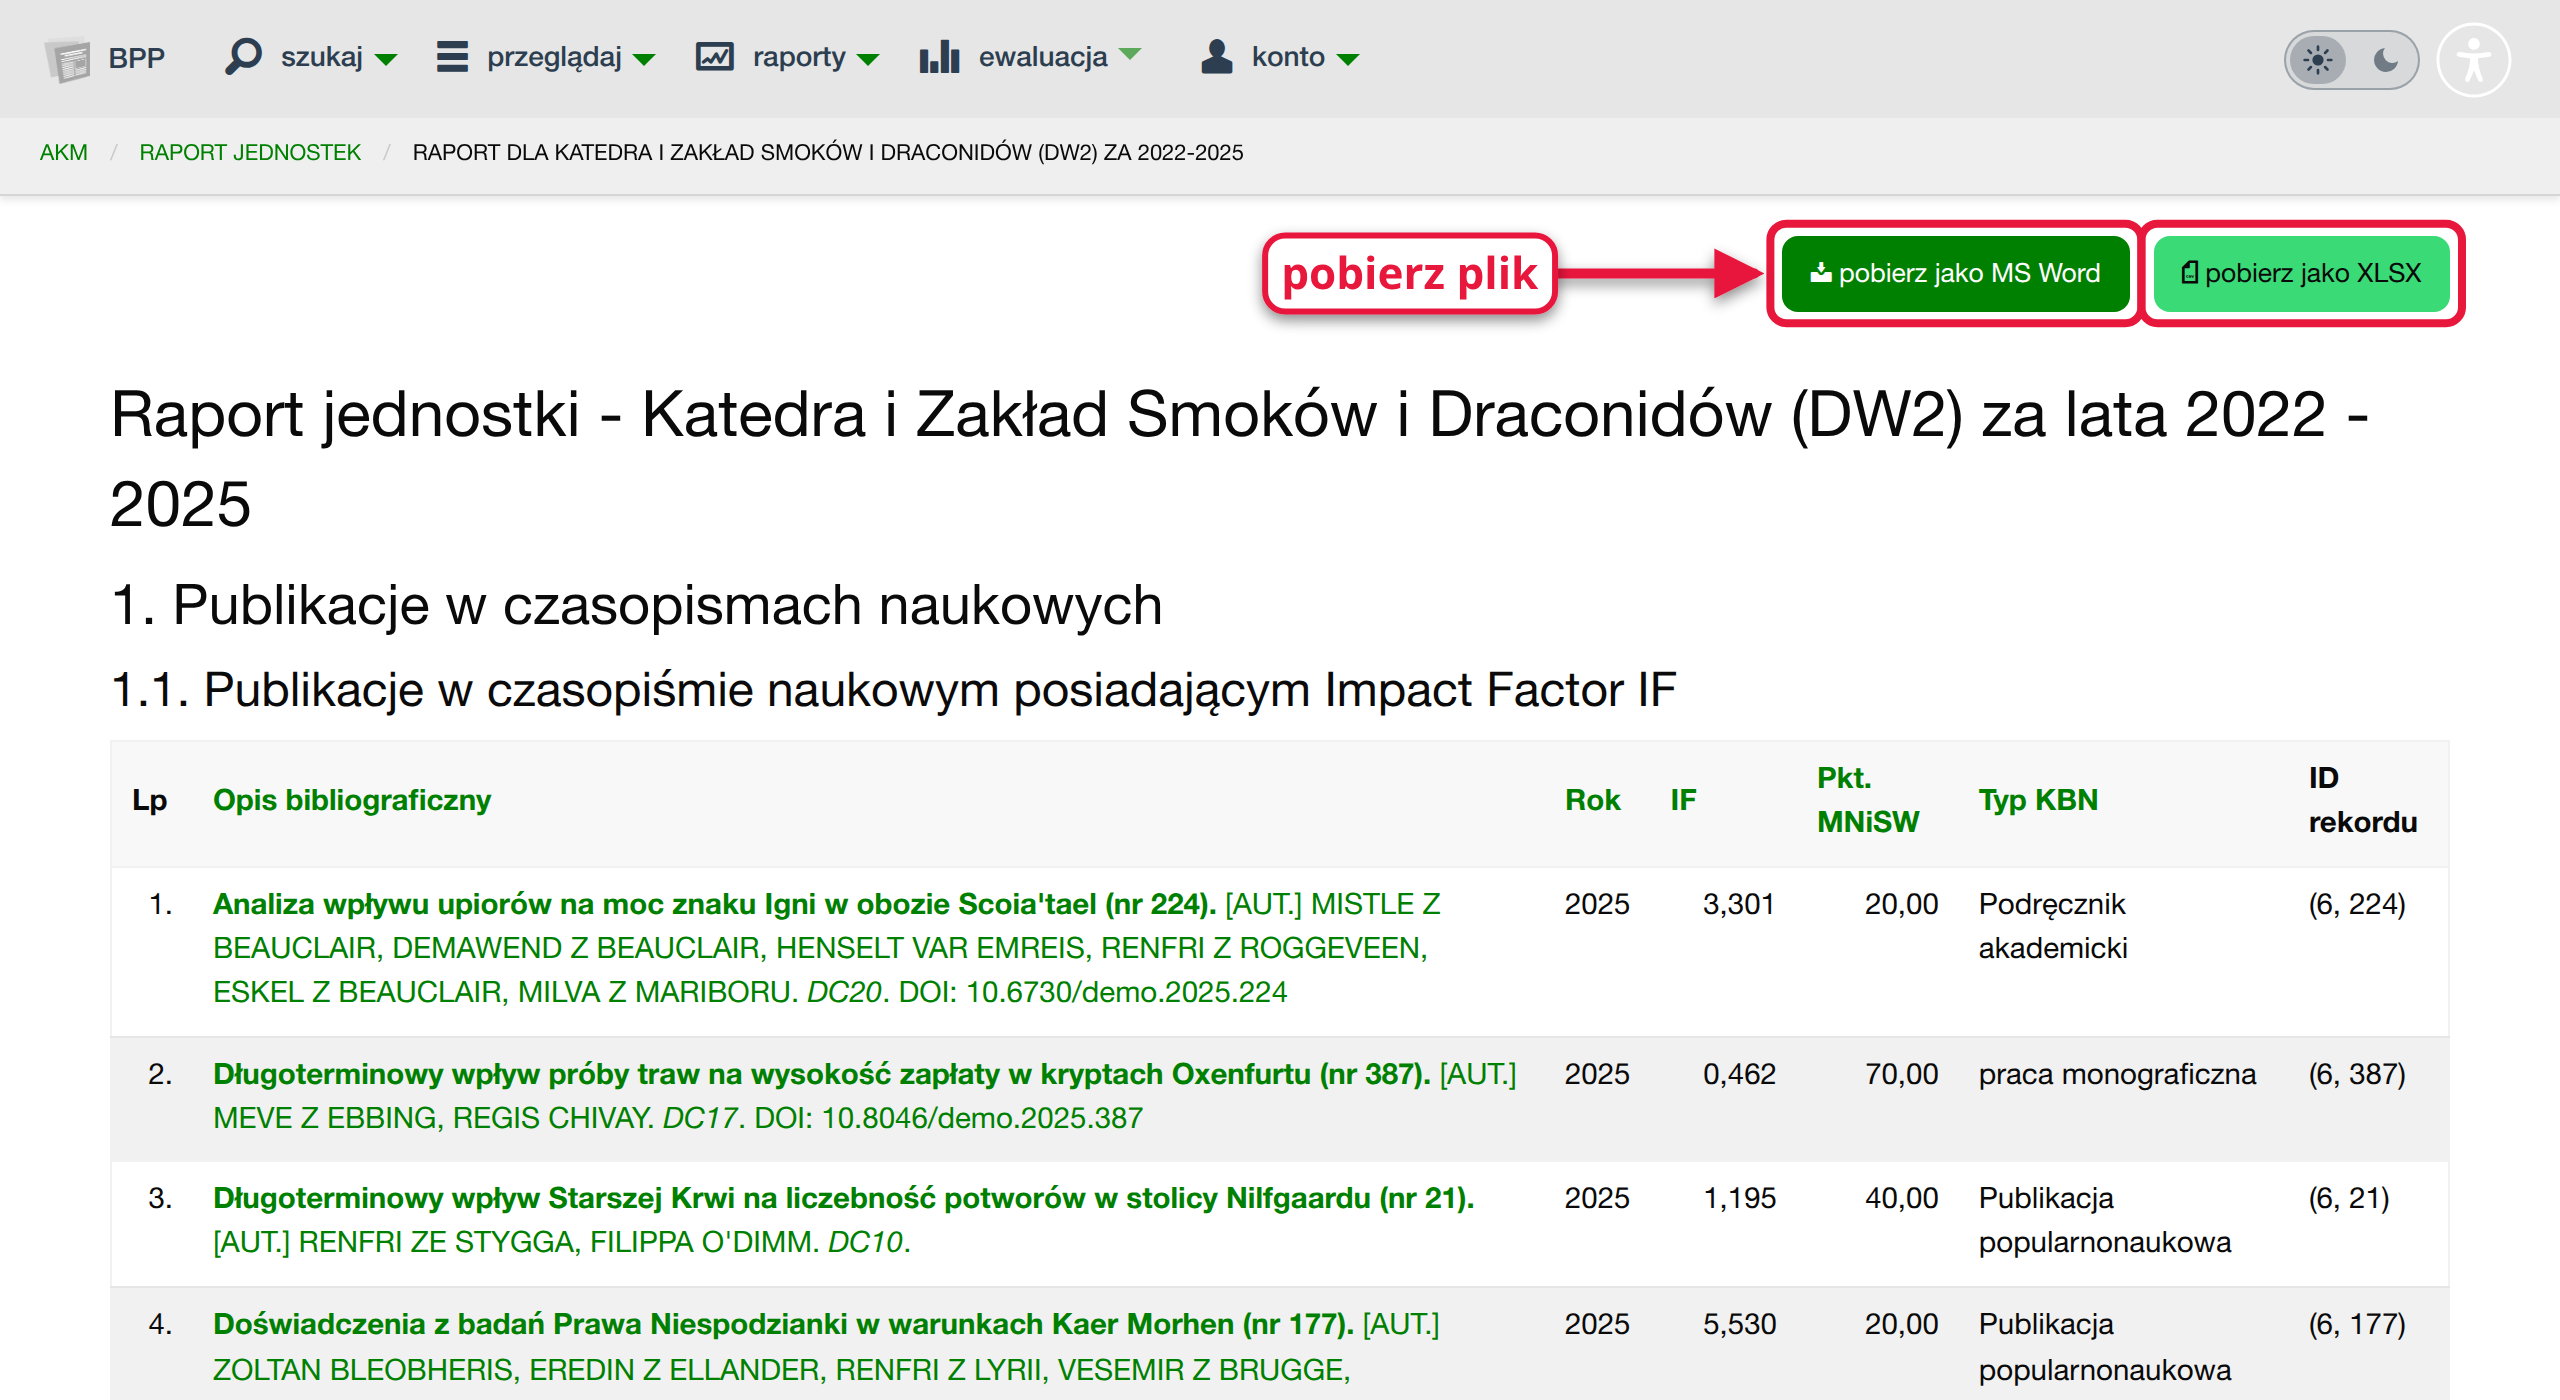 BPP szukaj przeglądaj raporty ewaluacja konto
AKM / RAPORT JEDNOSTEK / RAPORT DLA KATEDRA I ZAKŁAD SMOKÓW I DRACONIDÓW (DW2) ZA 2022-2025
pobierz plik pobierz jako MS Word pobierz jako XLSX
Raport jednostki - Katedra i Zakład Smoków i Draconidów (DW2) za lata 2022 -
2025
1. Publikacje w czasopismach naukowych
1.1. Publikacje w czasopiśmie naukowym posiadającym Impact Factor IF
Lp Opis bibliograficzny Rok IF Pkt. MNiSW Typ KBN ID rekordu
1. Analiza wpływu upiorów na moc znaku Igni w obozie Scoia'tael (nr 224). [AUT.] MISTLE Z 2025 3,301 20,00 Podręcznik (6, 224)
BEAUCLAIR, DEMAWEND Z BEAUCLAIR, HENSELT VAR EMREIS, RENFRI Z ROGGEVEEN, akademicki
ESKEL Z BEAUCLAIR, MILVA Z MARIBORU. DC20. DOI: 10.6730/demo.2025.224
2. Długoterminowy wpływ próby traw na wysokość zapłaty w kryptach Oxenfurtu (nr 387). [AUT.] 2025 0,462 70,00 praca monograficzna (6, 387)
MEVE Z EBBING, REGIS CHIVAY. DC17. DOI: 10.8046/demo.2025.387
3. Długoterminowy wpływ Starszej Krwi na liczebność potworów w stolicy Nilfgaardu (nr 21). 2025 1,195 40,00 Publikacja (6, 21)
[AUT.] RENFRI ZE STYGGA, FILIPPA O'DIMM. DC10. popularnonaukowa
4. Doświadczenia z badań Prawa Niespodzianki w warunkach Kaer Morhen (nr 177). [AUT.] 2025 5,530 20,00 Publikacja (6, 177)
ZOLTAN BLEOBHERIS, EREDIN Z ELLANDER, RENFRI Z LYRII, VESEMIR Z BRUGGE, popularnonaukowa